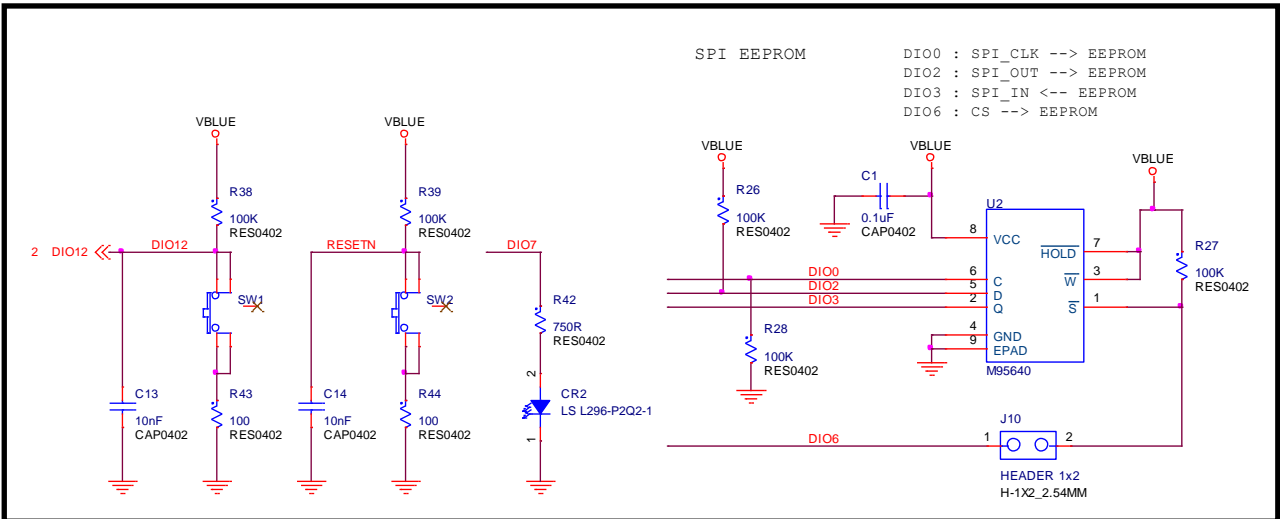 SPI EEPROM
DIO0 : SPI_CLK --> EEPROM
DIO2 : SPI_OUT --> EEPROM
DIO3 : SPI_IN <-- EEPROM
DIO6 : CS --> EEPROM
VBLUE
R38
100K
RES0402
2 DIO12
DIO12
SW1
C13
10nF
CAP0402
R43
100
RES0402
VBLUE
R39
100K
RES0402
RESETN
SW2
C14
10nF
CAP0402
R44
100
RES0402
DIO7
R42
750R
RES0402
2
CR2
LS L296-P2Q2-1
1
VBLUE
R26
100K
RES0402
DIO0
DIO2
DIO3
R28
100K
RES0402
VBLUE
C1
0.1uF
CAP0402
U2
8 VCC
HOLD 7
6 C
W 3
5 D
2 Q
S 1
4 GND
9 EPAD
M95640
VBLUE
R27
100K
RES0402
DIO6
J10
1 2
HEADER 1x2
H-1X2_2.54MM